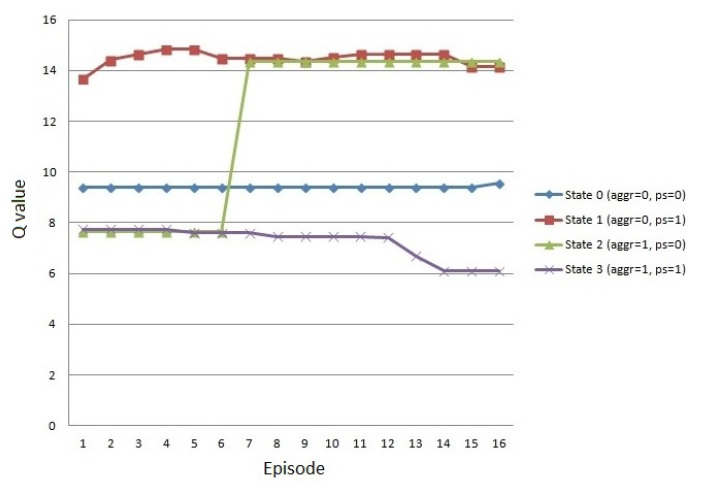 16
14
12
10
8
6
4
2
0
Q value
1 2 3 4 5 6 7 8 9 10 11 12 13 14 15 16
Episode
State 0 (aggr=0, ps=0)
State 1 (aggr=0, ps=1)
State 2 (aggr=1, ps=0)
State 3 (aggr=1, ps=1)